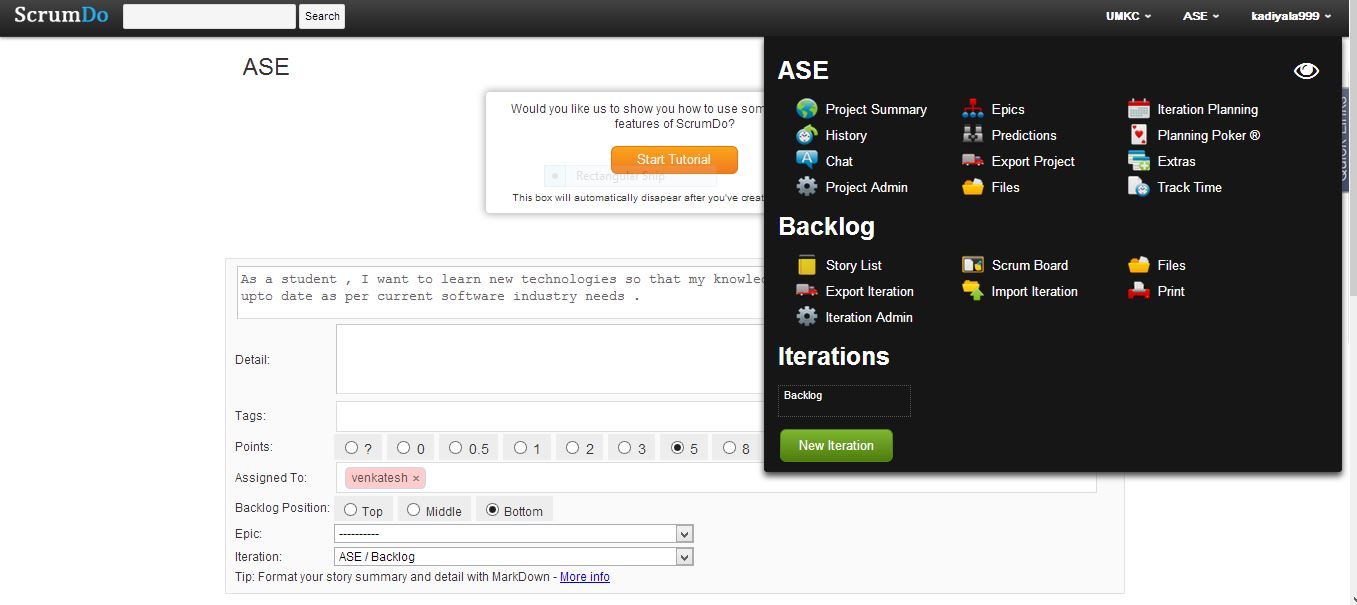 ScrumDo
Search
UMKC
ASE
kadiyala999
ASE
Would you like us to show you how to use som
features of ScrumDo?
Start Tutorial
Rectangular Snip
This box will automatically disapear after you've creat
As a student , I want to learn new technologies so that my knowled
upto date as per current software industry needs .
Detail:
Tags:
Points:
? 0 0.5 1 2 3 5 8
Assigned To:
venkatesh ×
Backlog Position:
Top Middle Bottom
Epic:
----------
Iteration:
ASE / Backlog
Tip: Format your story summary and detail with MarkDown - More info
ASE
Project Summary
Epics
Iteration Planning
History
Predictions
Planning Poker ®
Chat
Export Project
Extras
Project Admin
Files
Track Time
Backlog
Story List
Scrum Board
Files
Export Iteration
Import Iteration
Print
Iteration Admin
Iterations
Backlog
New Iteration